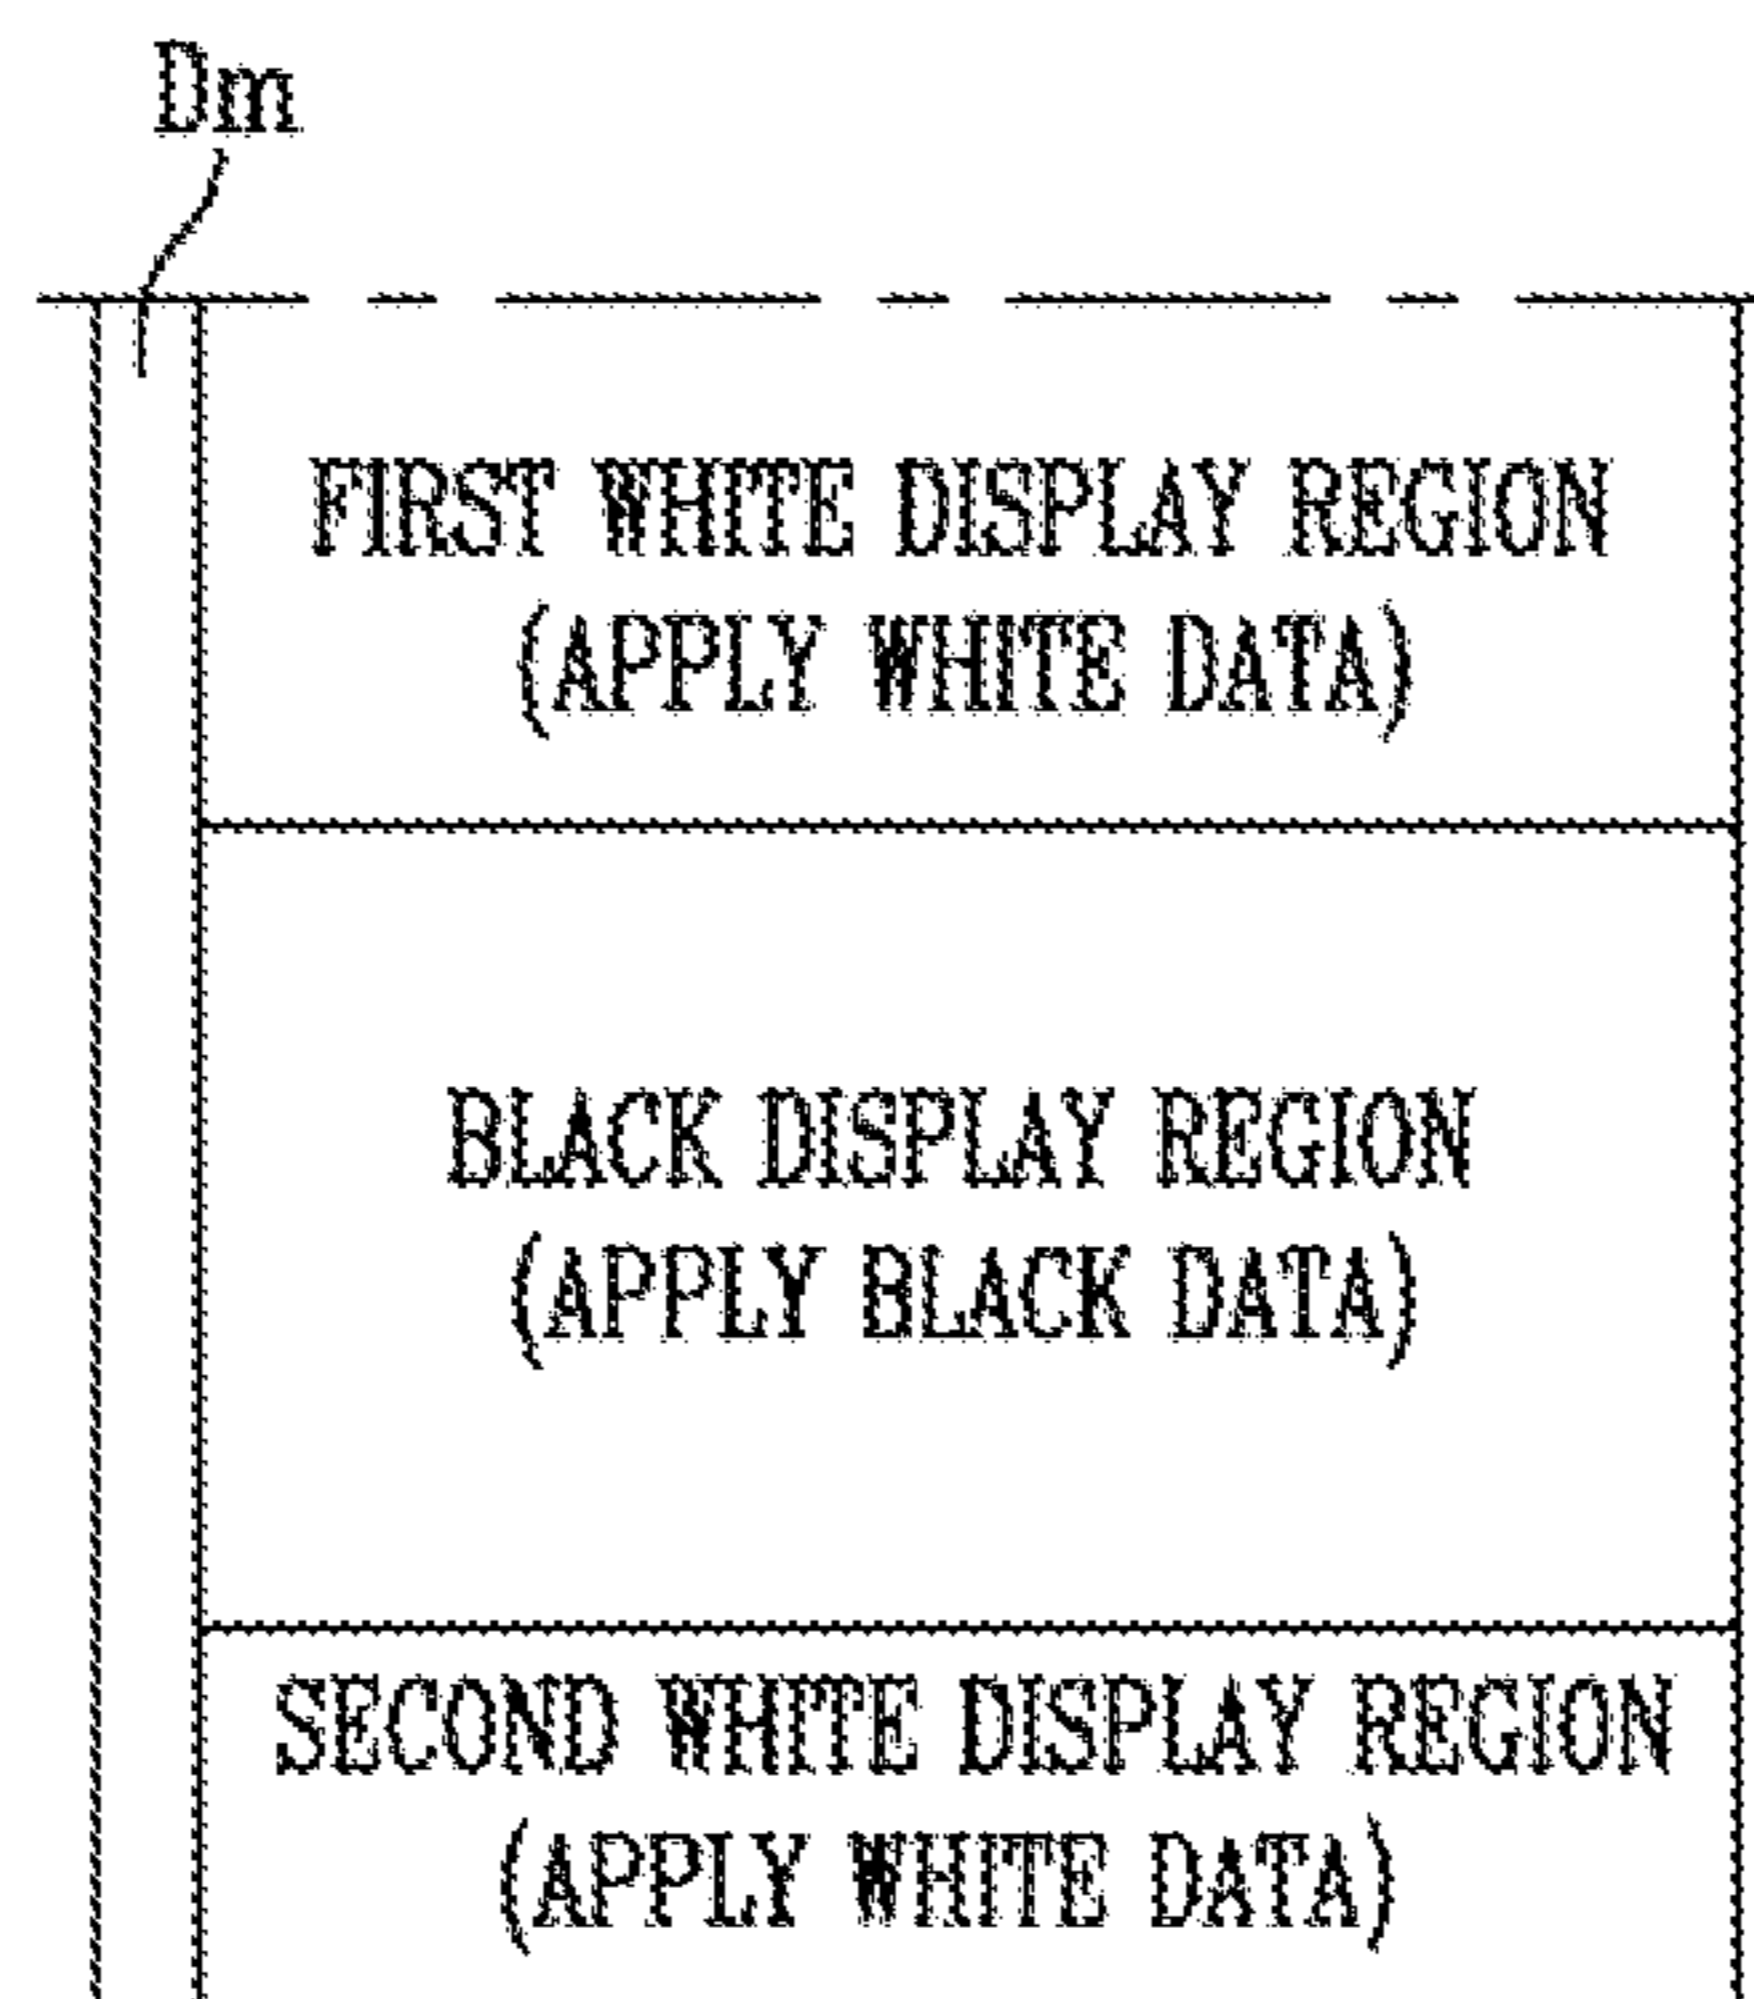 Dm
FIRST WHITE DISPLAY REGION
(APPLY WHITE DATA)
BLACK DISPLAY REGION
(APPLY BLACK DATA)
SECOND WHITE DISPLAY REGION
(APPLY WHITE DATA)